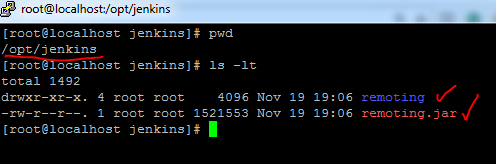 root@localhost:/opt/jenkins
[root@localhost jenkins]# pwd
/opt/jenkins
[root@localhost jenkins]# ls -lt
total 1492
drwxr-xr-x. 4 root root    4096 Nov 19 19:06 remoting
-rw-r--r--. 1 root root 1521553 Nov 19 19:06 remoting.jar
[root@localhost jenkins]#